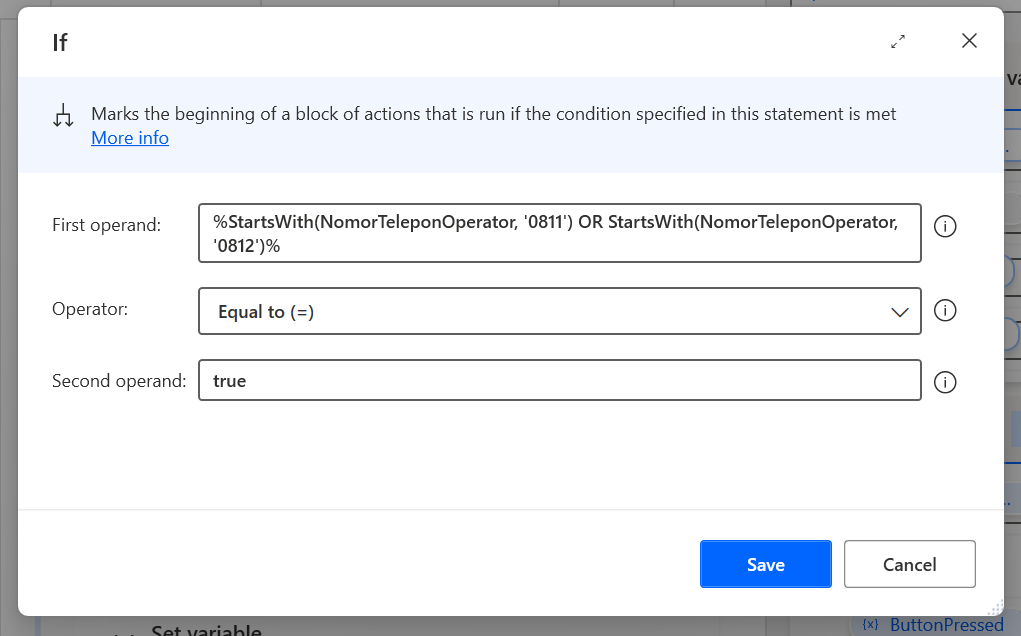 If
Marks the beginning of a block of actions that is run if the condition specified in this statement is met
More info
First operand:
%StartsWith(NomorTeleponOperator, '0811') OR StartsWith(NomorTeleponOperator,
'0812')%
Operator:
Equal to (=)
Second operand:
true
Save
Cancel
Set variable
{x} ButtonPressed